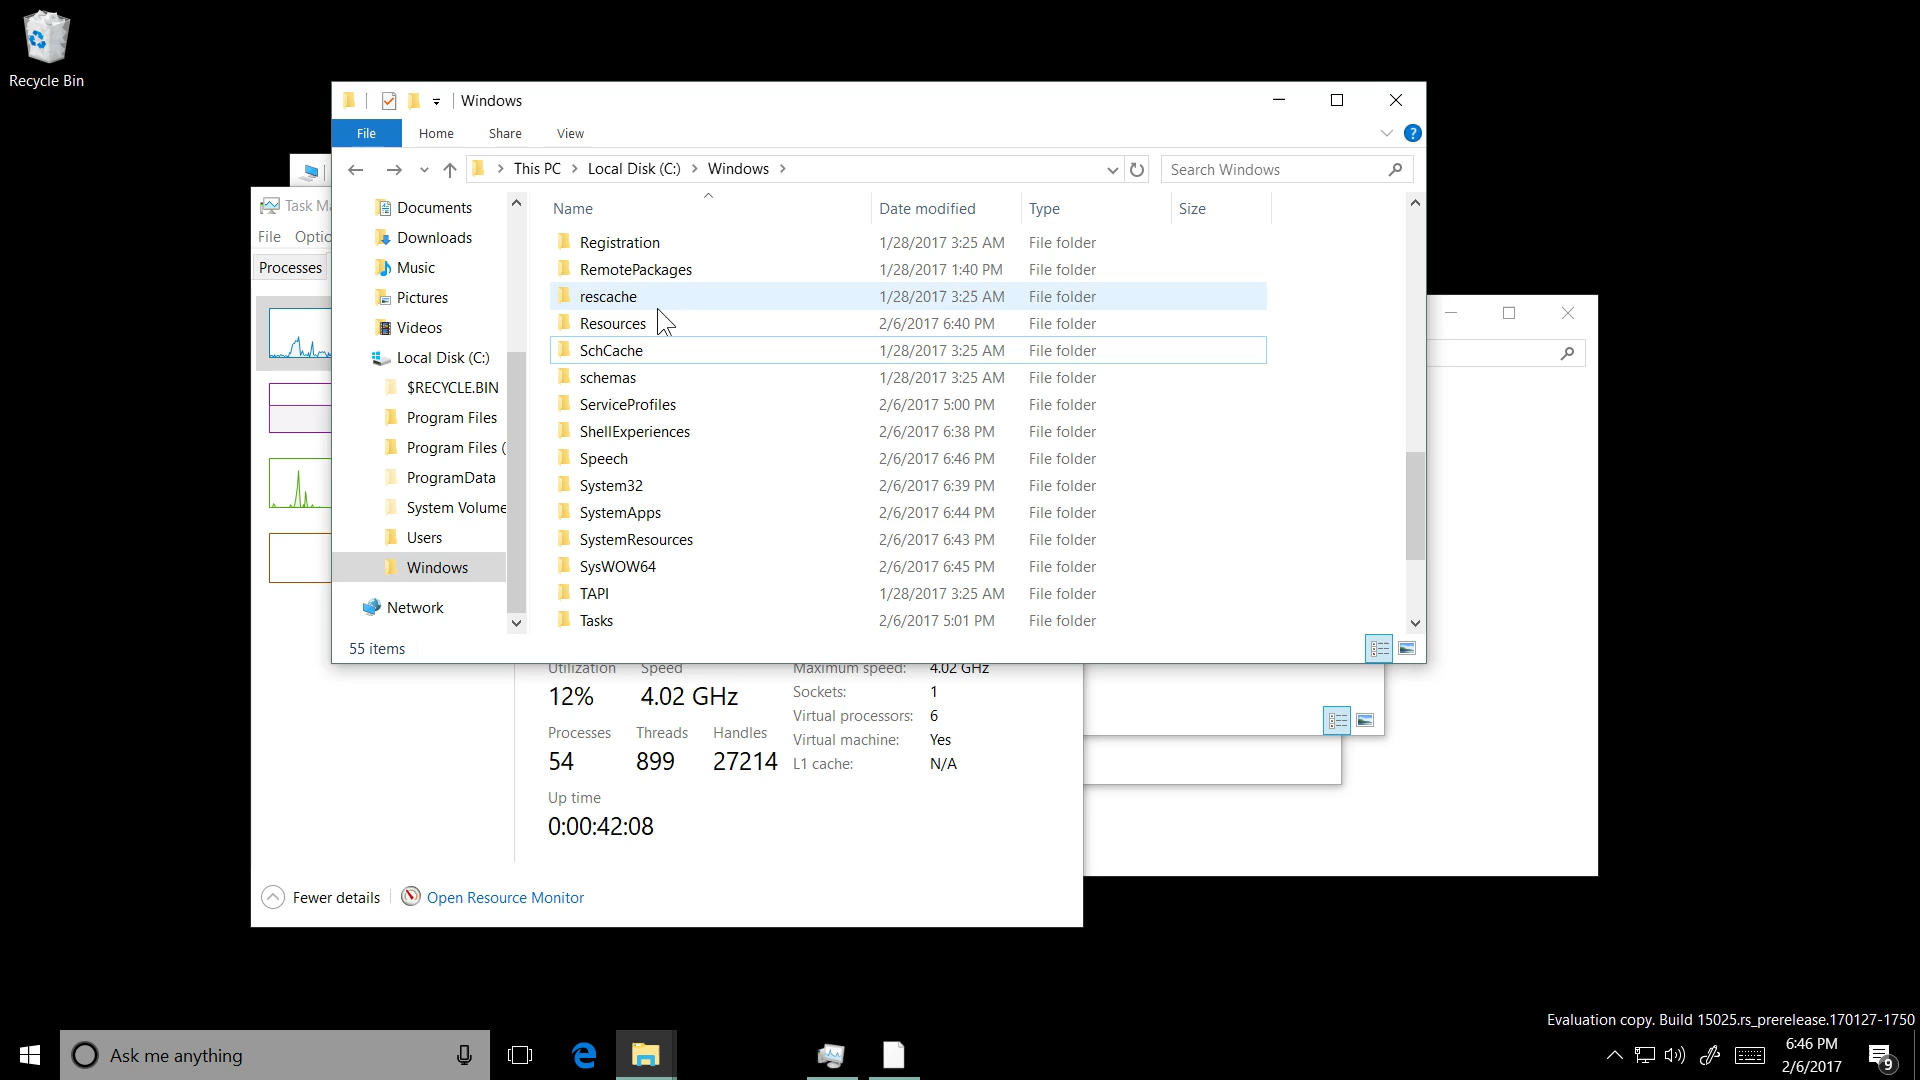 Recycle Bin
Windows
File Home Share View
This PC Local Disk (C:) Windows
Search Windows
Task Ma
File Optio
Processes
Documents
Downloads
Music
Pictures
Videos
Local Disk (C:)
$RECYCLE.BIN
Program Files
Program Files (
ProgramData
System Volume
Users
Windows
Network
Name Date modified Type Size
Registration 1/28/2017 3:25 AM File folder
RemotePackages 1/28/2017 1:40 PM File folder
rescache 1/28/2017 3:25 AM File folder
Resources 2/6/2017 6:40 PM File folder
SchCache 1/28/2017 3:25 AM File folder
schemas 1/28/2017 3:25 AM File folder
ServiceProfiles 2/6/2017 5:00 PM File folder
ShellExperiences 2/6/2017 6:38 PM File folder
Speech 2/6/2017 6:46 PM File folder
System32 2/6/2017 6:39 PM File folder
SystemApps 2/6/2017 6:44 PM File folder
SystemResources 2/6/2017 6:43 PM File folder
SysWOW64 2/6/2017 6:45 PM File folder
TAPI 1/28/2017 3:25 AM File folder
Tasks 2/6/2017 5:01 PM File folder
55 items
Utilization Speed Maximum speed: 4.02 GHz
12% 4.02 GHz Sockets: 1
Virtual processors: 6
Processes Threads Handles Virtual machine: Yes
54 899 27214 L1 cache: N/A
Up time
0:00:42:08
Fewer details Open Resource Monitor
Evaluation copy. Build 15025.rs_prerelease.170127-1750
Ask me anything
6:46 PM
2/6/2017
9